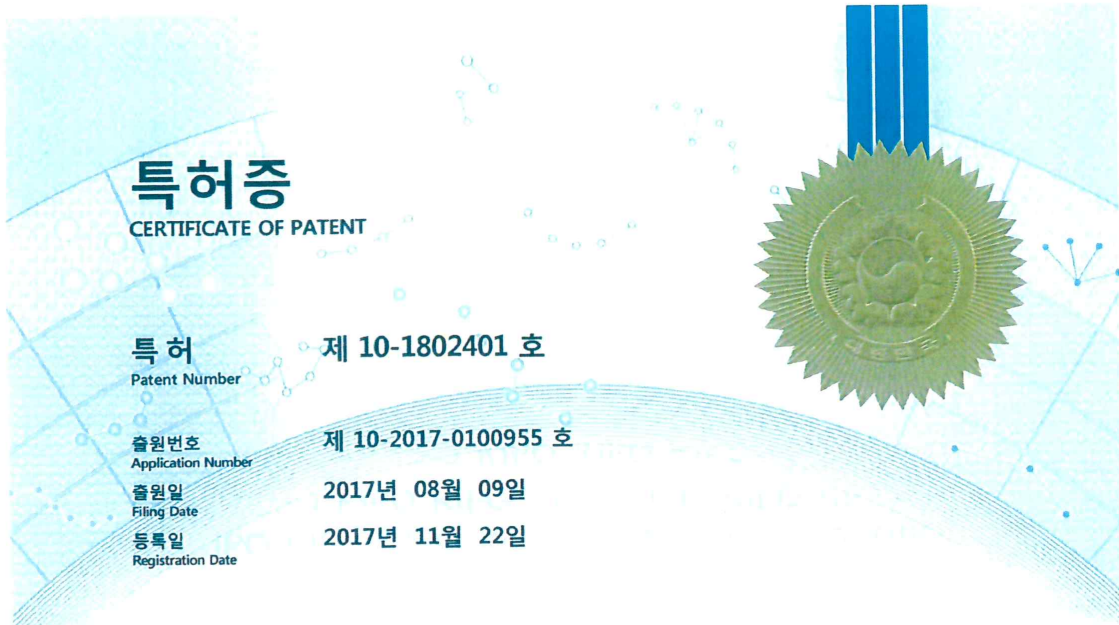 특허증
CERTIFICATE OF PATENT
특 허 제 10-1802401 호
Patent Number
출원번호 제 10-2017-0100955 호
Application Number
출원일 2017년 08월 09일
Filing Date
등록일 2017년 11월 22일
Registration Date